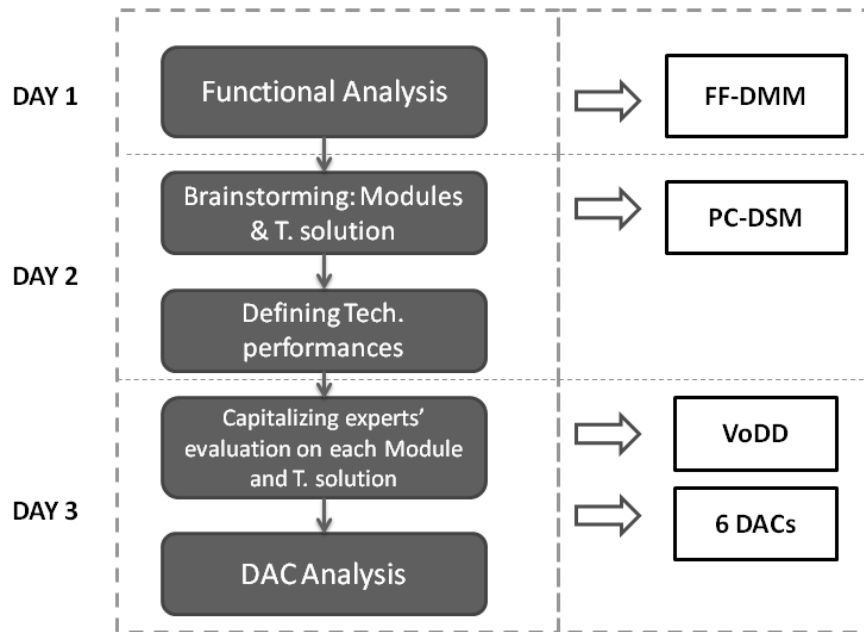 DAY 1
Functional Analysis
FF-DMM
DAY 2
Brainstorming: Modules
& T. solution
PC-DSM
Defining Tech.
performances
DAY 3
Capitalizing experts'
evaluation on each Module
and T. solution
VoDD
6 DACs
DAC Analysis